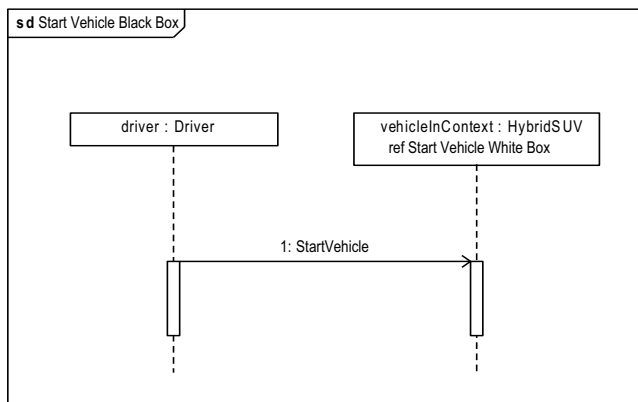 sd Start Vehicle Black Box
driver : Driver
vehicleInContext : HybridSUV
ref Start Vehicle White Box
1: StartVehicle